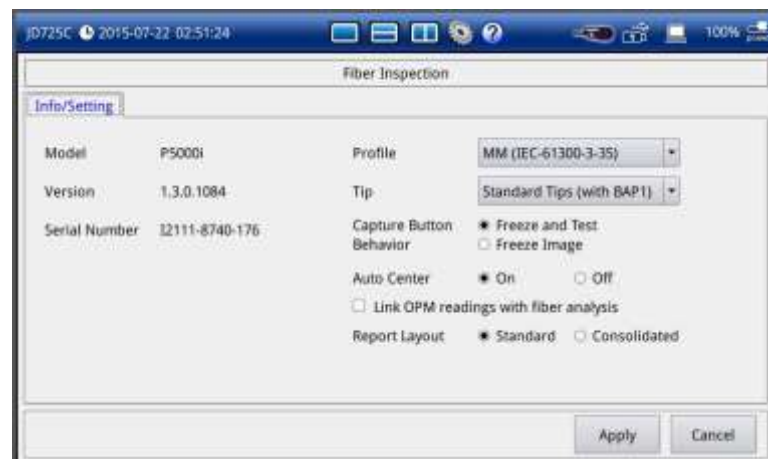 JD725C 2015-07-22 02:51:24 100%
Fiber Inspection
Info/Setting
Model P5000i Profile MM (IEC-61300-3-35)
Version 1.3.0.1084 Tip Standard Tips (with BAP1)
Serial Number I2111-8740-176 Capture Button Behavior Freeze and Test
Freeze Image
Auto Center On Off
Link OPM readings with fiber analysis
Report Layout Standard Consolidated
Apply Cancel